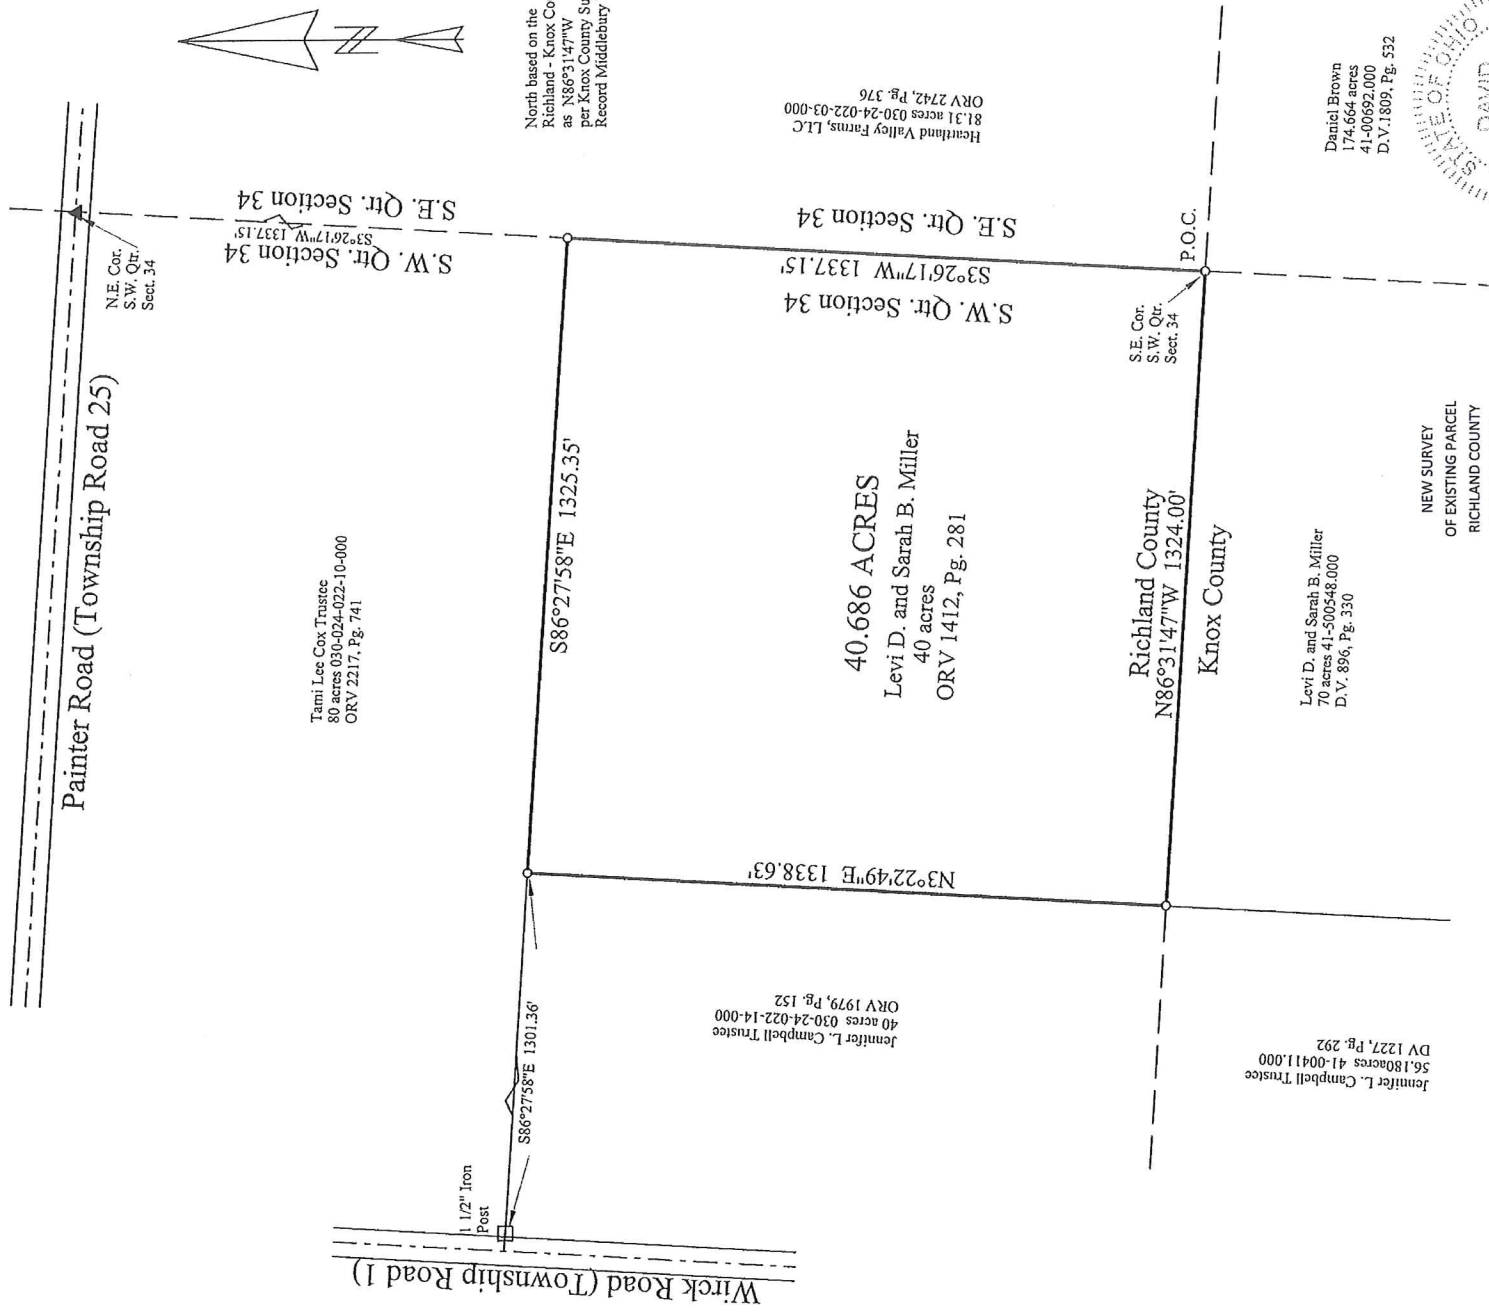 North based on the
Richland - Knox Co
as N86°31'47"W
per Knox County Su
Record Middlebury
Painter Road (Township Road 25)
N.E. Cor.
S.W. Qtr.
Sect. 34
S.E. Qtr. Section 34
S3°26'17"W 1337.15'
S.W. Qtr. Section 34
Heartland Valley Farms, LLC
81.31 acres 030-24-022-03-000
ORV 2742, Pg. 376
Daniel Brown
174.664 acres
41-00692.000
D.V.1809, Pg. 532
STATE OF OHIO
DAVID
S.E. Qtr. Section 34
S3°26'17"W 1337.15'
S.W. Qtr. Section 34
P.O.C.
S.E. Cor.
S.W. Qtr.
Sect. 34
Tami Lee Cox Trustee
80 acres 030-024-022-10-000
ORV 2217, Pg. 741
S86°27'58"E 1325.35'
40.686 ACRES
Levi D. and Sarah B. Miller
40 acres
ORV 1412, Pg. 281
Richland County
N86°31'47"W 1324.00'
Knox County
Levi D. and Sarah B. Miller
70 acres 41-500548.000
D.V. 896, Pg. 330
NEW SURVEY
OF EXISTING PARCEL
RICHLAND COUNTY
N3°22'49"E 1338.63'
S86°27'58"E 1301.36'
1 1/2" Iron
Post
Jennifer L. Campbell Trustee
40 acres 030-24-022-14-000
ORV 1979, Pg. 152
Jennifer L. Campbell Trustee
56.180acres 41-00411.000
DV 1227, Pg. 292
Wirck Road (Township Road 1)